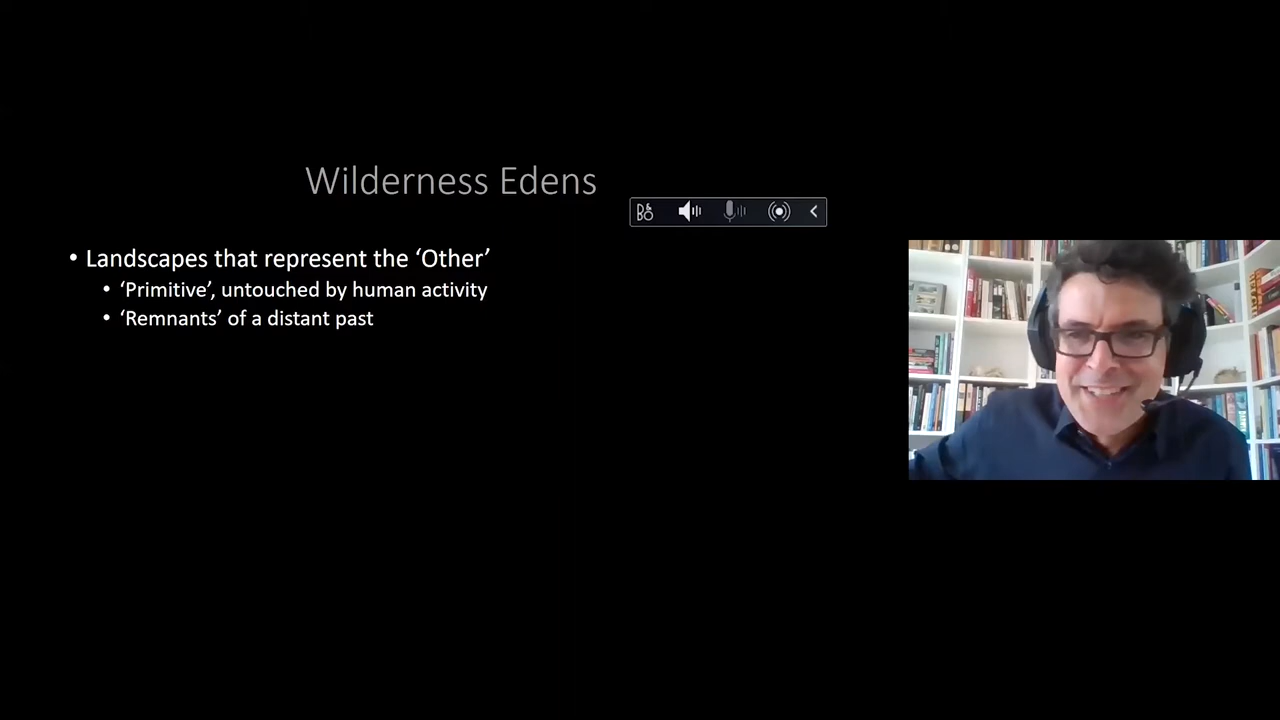 Wilderness Edens
B&O
• Landscapes that represent the ‘Other’
• ‘Primitive’, untouched by human activity
• ‘Remnants’ of a distant past